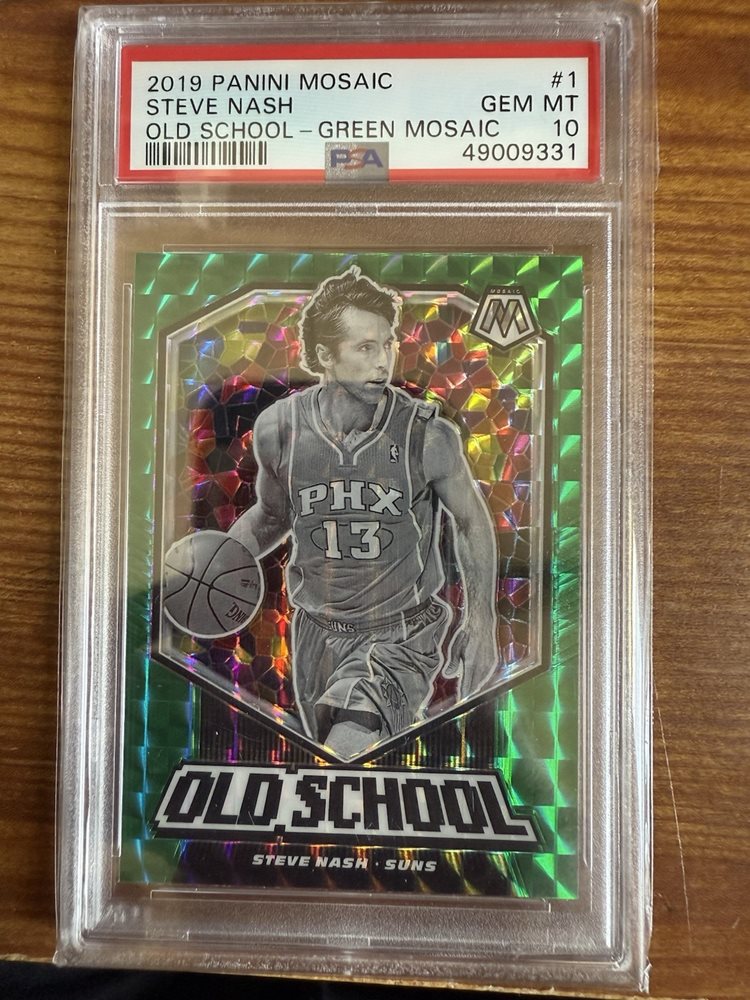 2019 PANINI MOSAIC #1
STEVE NASH GEM MT
OLD SCHOOL - GREEN MOSAIC 10
PSA 49009331
MOSAIC
PHX
13
OLD SCHOOL
STEVE NASH · SUNS